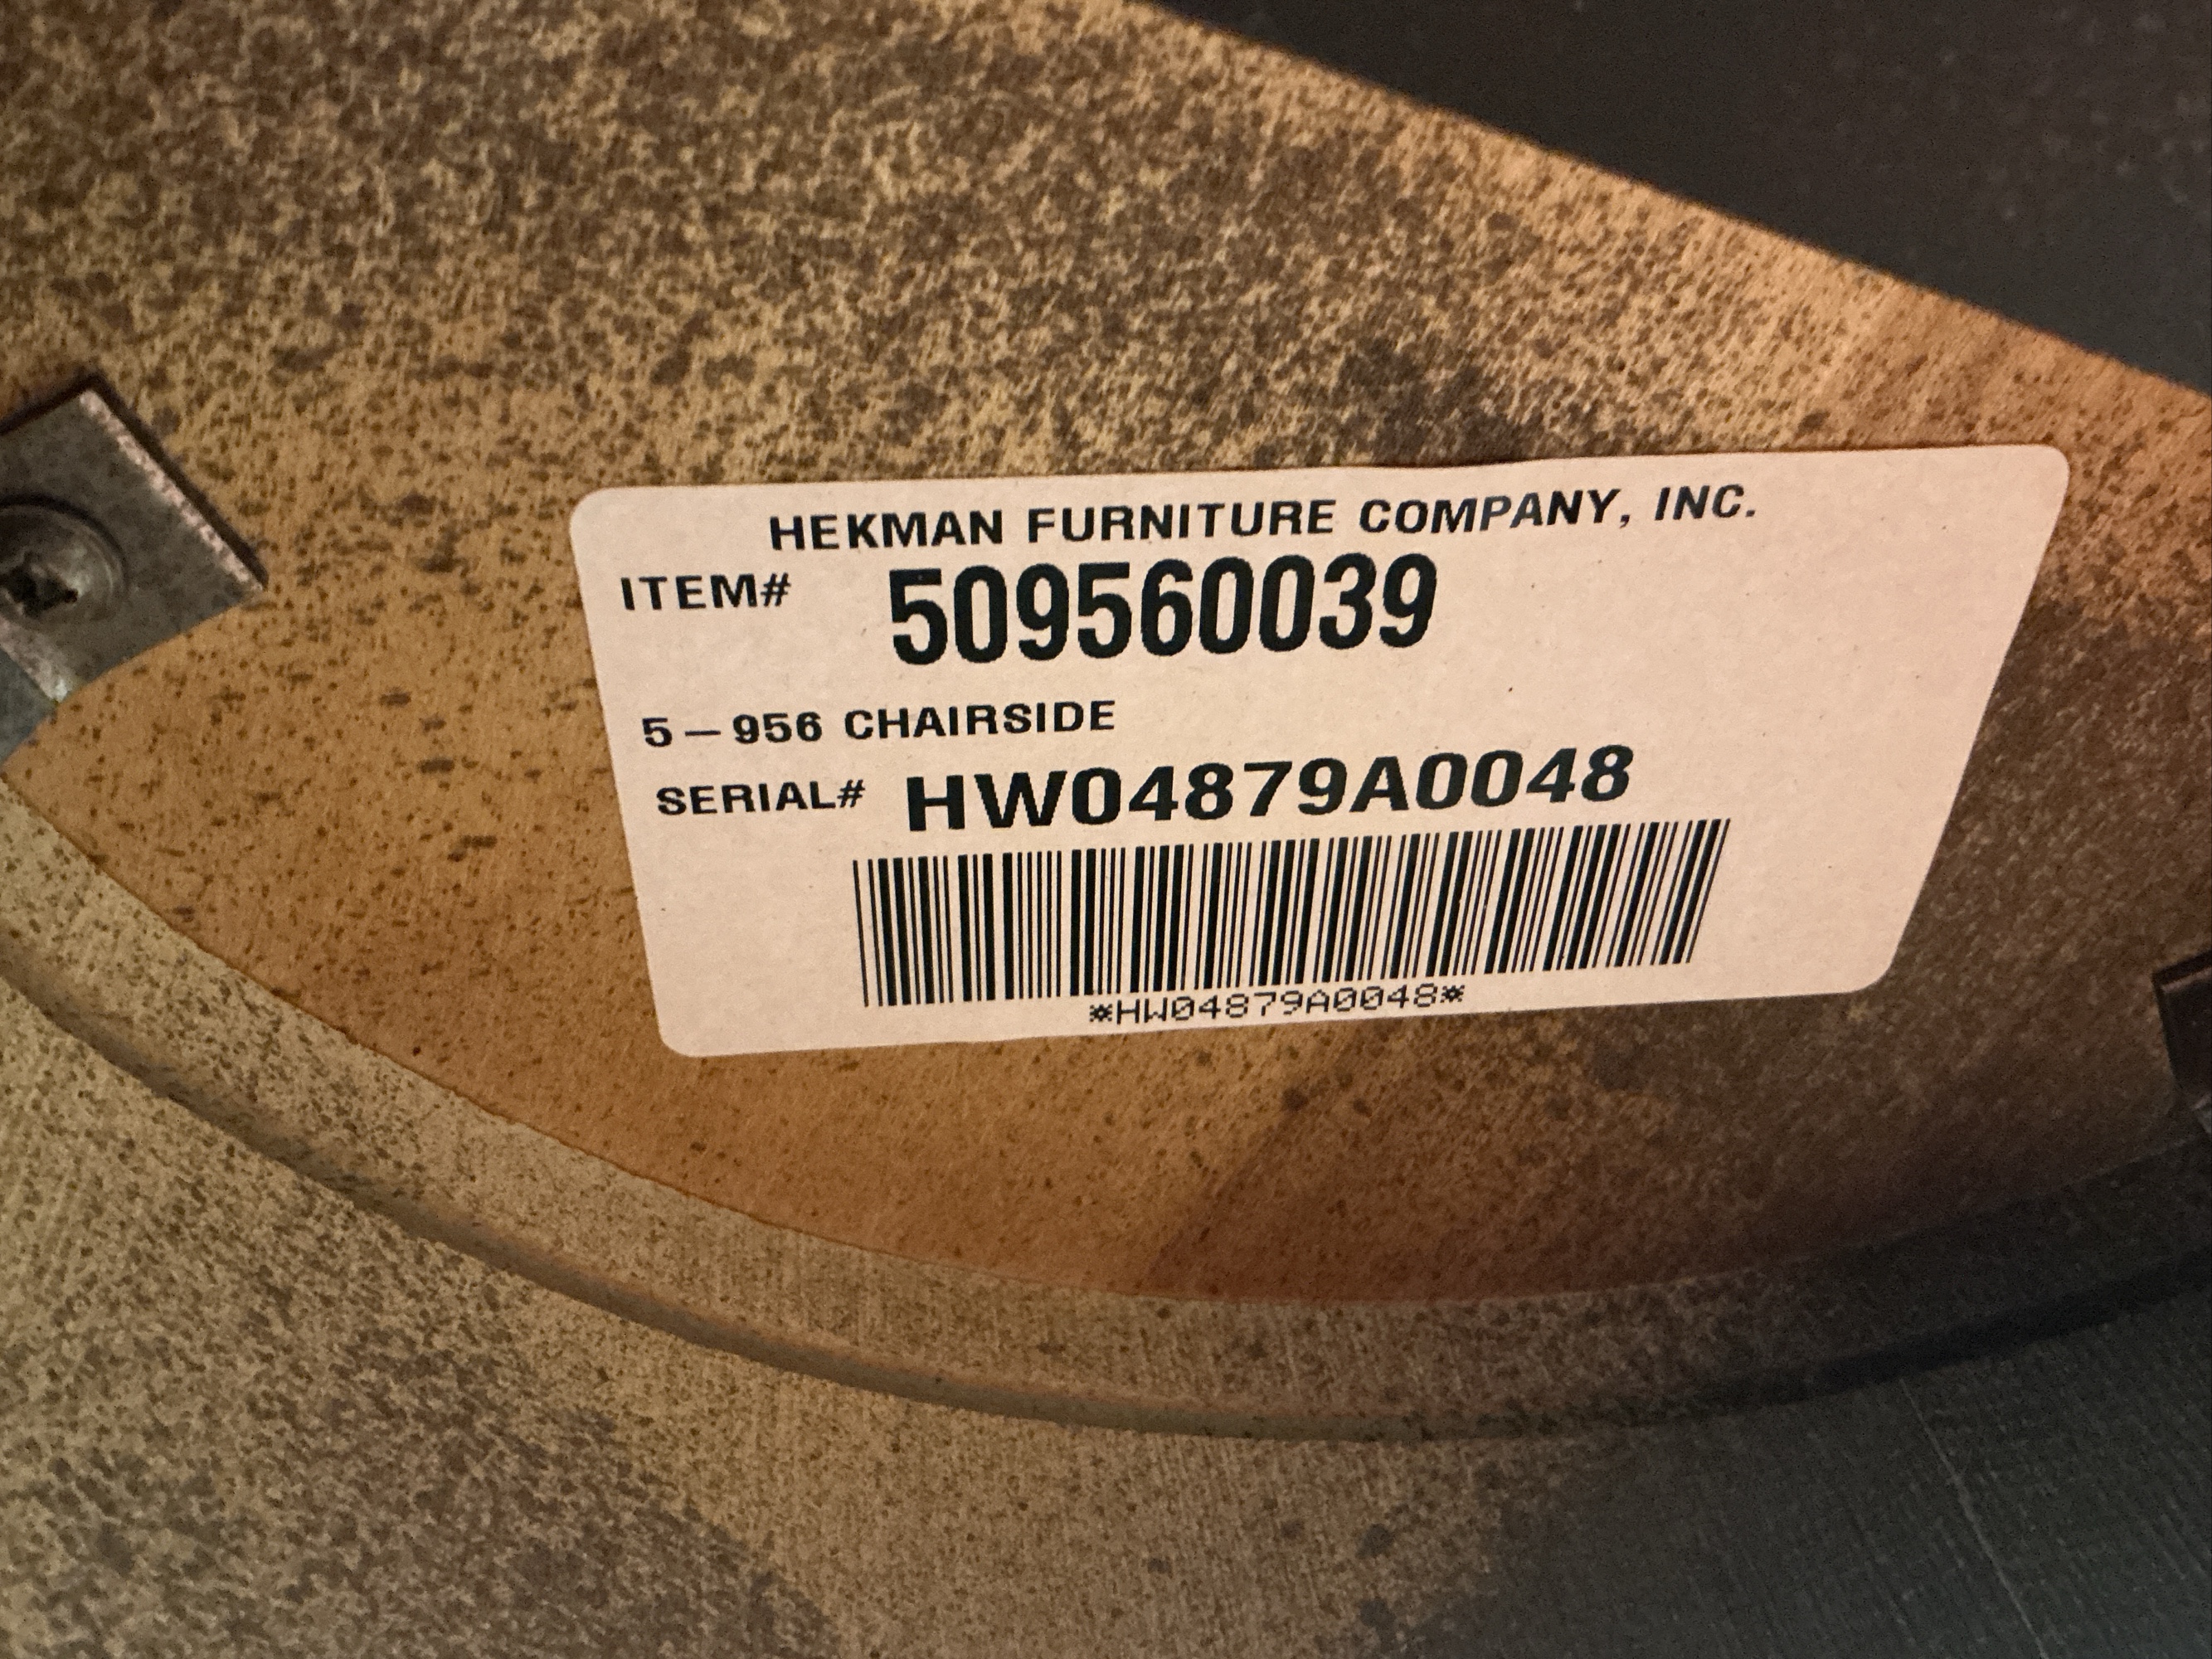 HEKMAN FURNITURE COMPANY, INC.
ITEM# 509560039
5-956 CHAIRSIDE
SERIAL# HW04879A0048
*HW04879A0048*